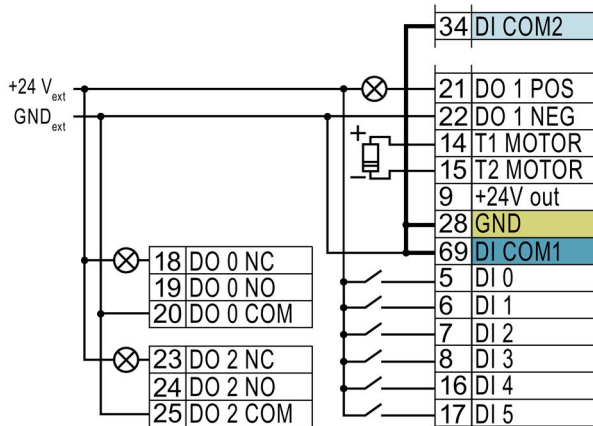 34 DI COM2
+24 Vext
21 DO 1 POS
GNDext
22 DO 1 NEG
+
14 T1 MOTOR
–
15 T2 MOTOR
9 +24V out
28 GND
69 DI COM1
18 DO 0 NC
5 DI 0
19 DO 0 NO
6 DI 1
20 DO 0 COM
7 DI 2
23 DO 2 NC
8 DI 3
24 DO 2 NO
16 DI 4
25 DO 2 COM
17 DI 5